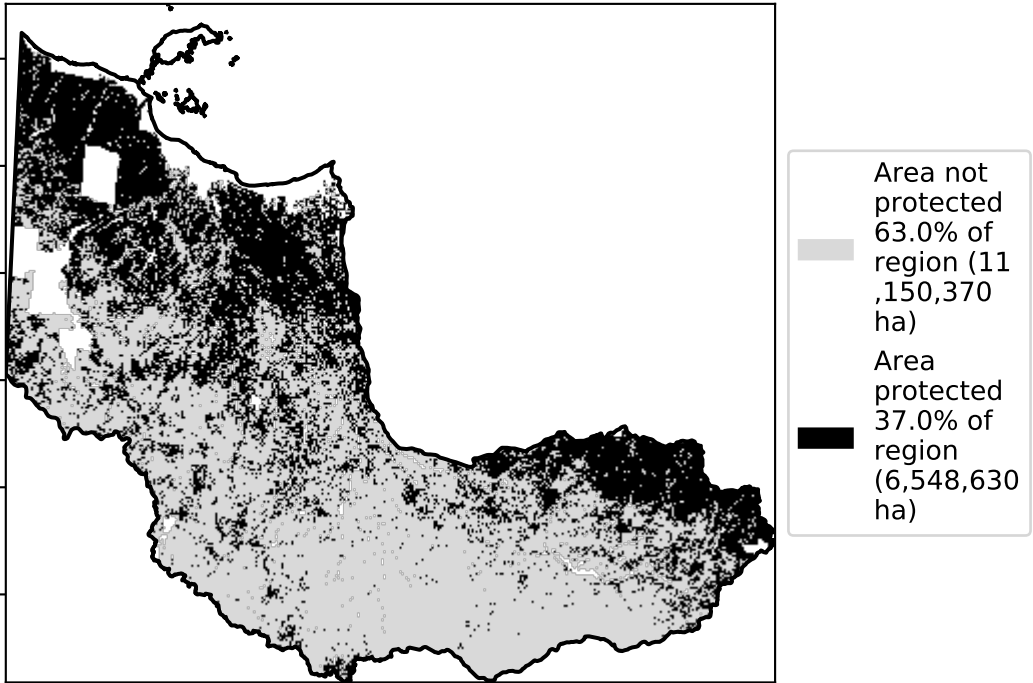 Area not
protected
63.0% of
region (11
,150,370
ha)
Area
protected
37.0% of
region
(6,548,630
ha)